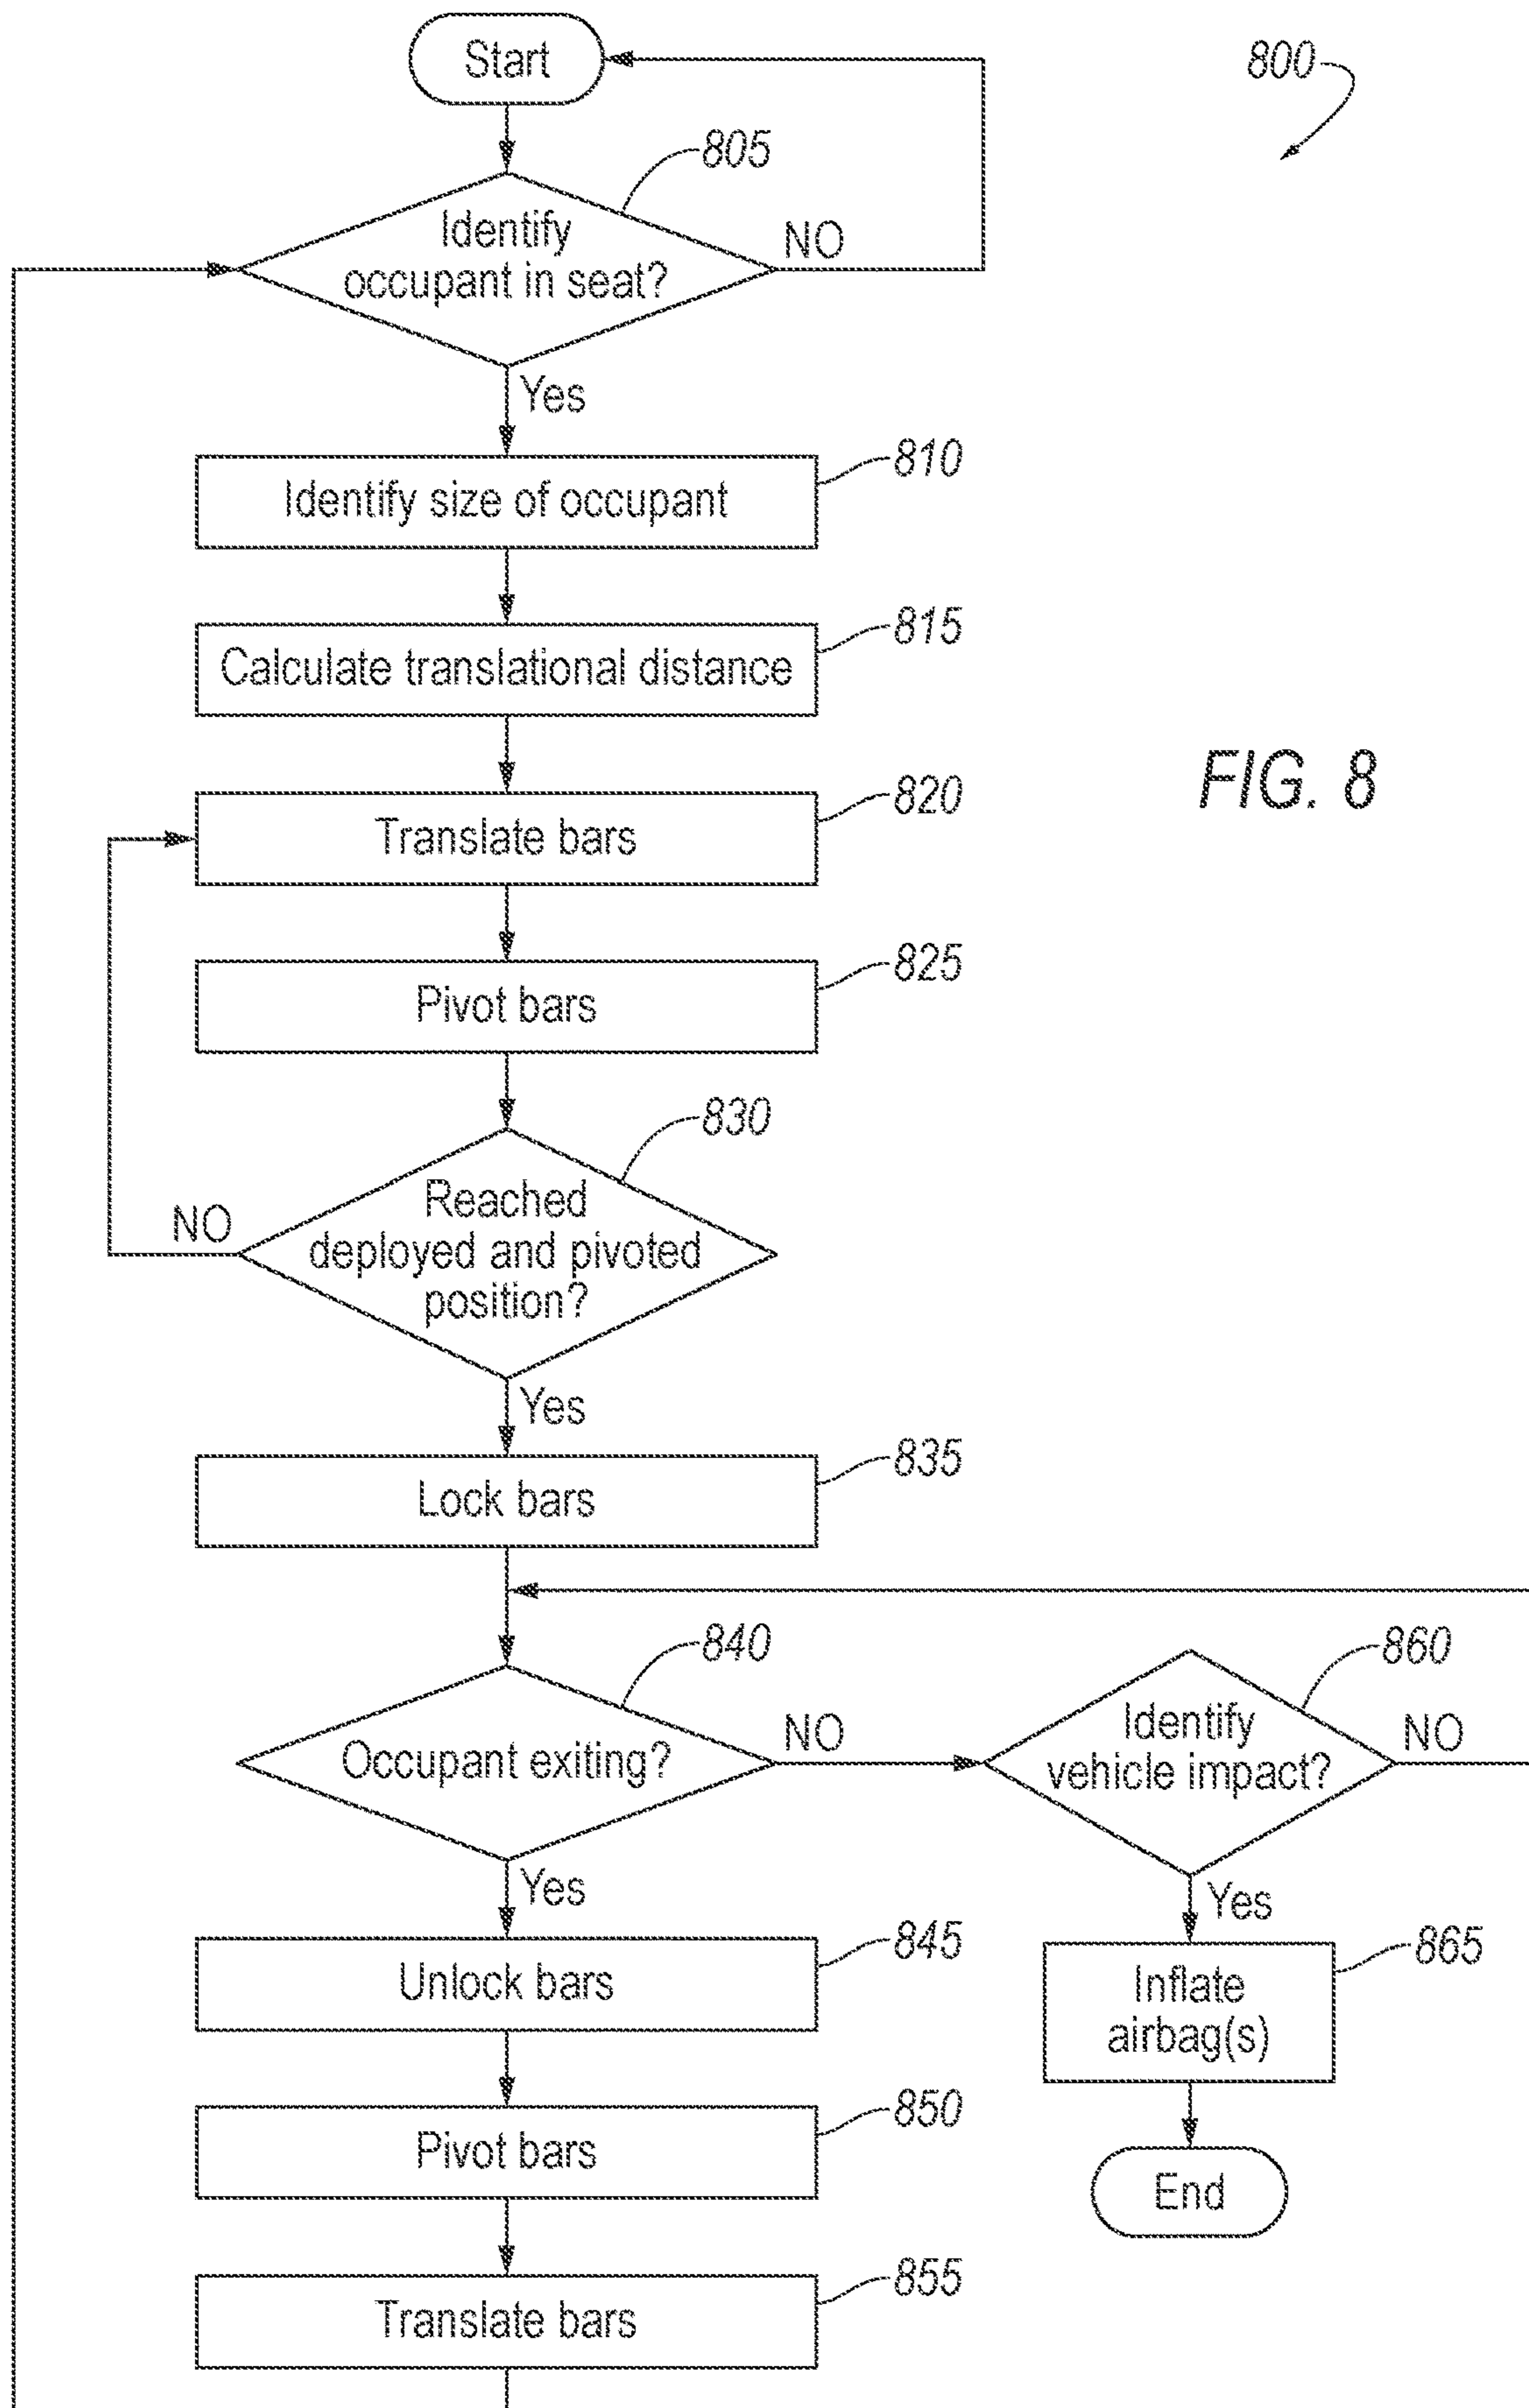 Start
800
805
Identify
occupant in seat?
NO
Yes
810
Identify size of occupant
815
Calculate translational distance
FIG. 8
820
Translate bars
825
Pivot bars
830
Reached
deployed and pivoted
position?
NO
Yes
835
Lock bars
840
Occupant exiting?
NO
860
Identify
vehicle impact?
NO
Yes
Yes
845
Unlock bars
865
Inflate
airbag(s)
850
Pivot bars
End
855
Translate bars